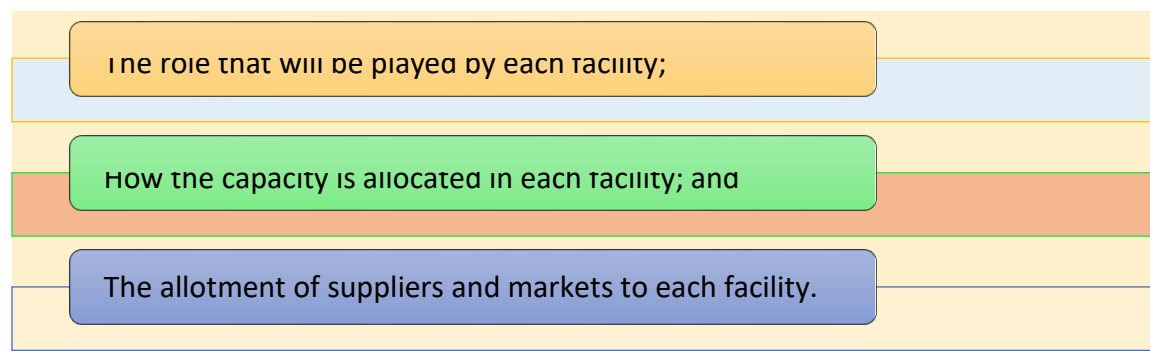 The role that will be played by each facility;
How the capacity is allocated in each facility; and
The allotment of suppliers and markets to each facility.